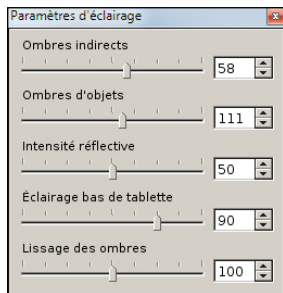 Paramètres d'éclairage
Ombres indirects
58
Ombres d'objets
111
Intensité réflective
50
Éclairage bas de tablette
90
Lissage des ombres
100